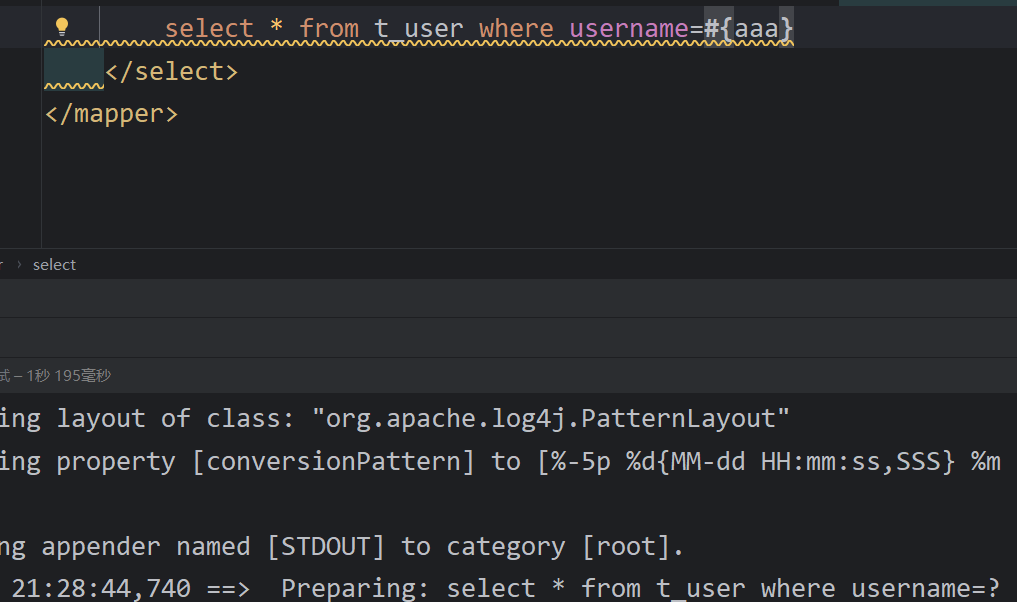 select * from t_user where username=#{aaa}
</select>
</mapper>
r › select
试 – 1秒 195毫秒
ing layout of class: "org.apache.log4j.PatternLayout"
ing property [conversionPattern] to [%-5p %d{MM-dd HH:mm:ss,SSS} %m
ng appender named [STDOUT] to category [root].
21:28:44,740 ==>  Preparing: select * from t_user where username=?